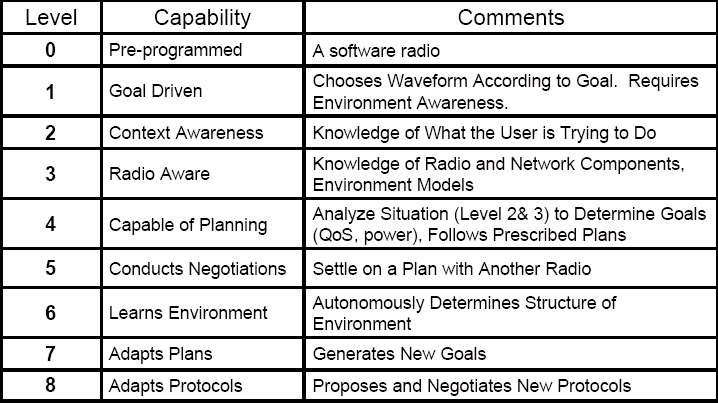 Level Capability Comments
0 Pre-programmed A software radio
1 Goal Driven Chooses Waveform According to Goal. Requires
Environment Awareness.
2 Context Awareness Knowledge of What the User is Trying to Do
3 Radio Aware Knowledge of Radio and Network Components,
Environment Models
4 Capable of Planning Analyze Situation (Level 2& 3) to Determine Goals
(QoS, power), Follows Prescribed Plans
5 Conducts Negotiations Settle on a Plan with Another Radio
6 Learns Environment Autonomously Determines Structure of
Environment
7 Adapts Plans Generates New Goals
8 Adapts Protocols Proposes and Negotiates New Protocols